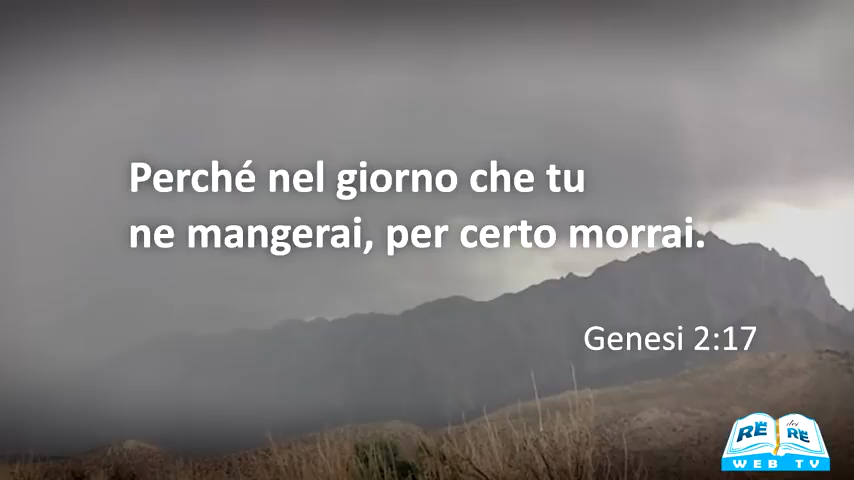 Perché nel giorno che tu
ne mangerai, per certo morrai.
Genesi 2:17
RE dei RE
WEB TV